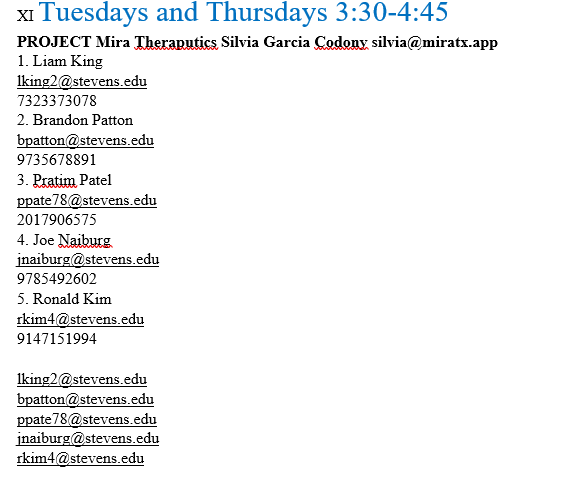 XI Tuesdays and Thursdays 3:30-4:45
PROJECT Mira Theraputics Silvia Garcia Codony silvia@miratx.app
1. Liam King
lking2@stevens.edu
7323373078
2. Brandon Patton
bpatton@stevens.edu
9735678891
3. Pratim Patel
ppate78@stevens.edu
2017906575
4. Joe Naiburg
jnaiburg@stevens.edu
9785492602
5. Ronald Kim
rkim4@stevens.edu
9147151994
lking2@stevens.edu
bpatton@stevens.edu
ppate78@stevens.edu
jnaiburg@stevens.edu
rkim4@stevens.edu